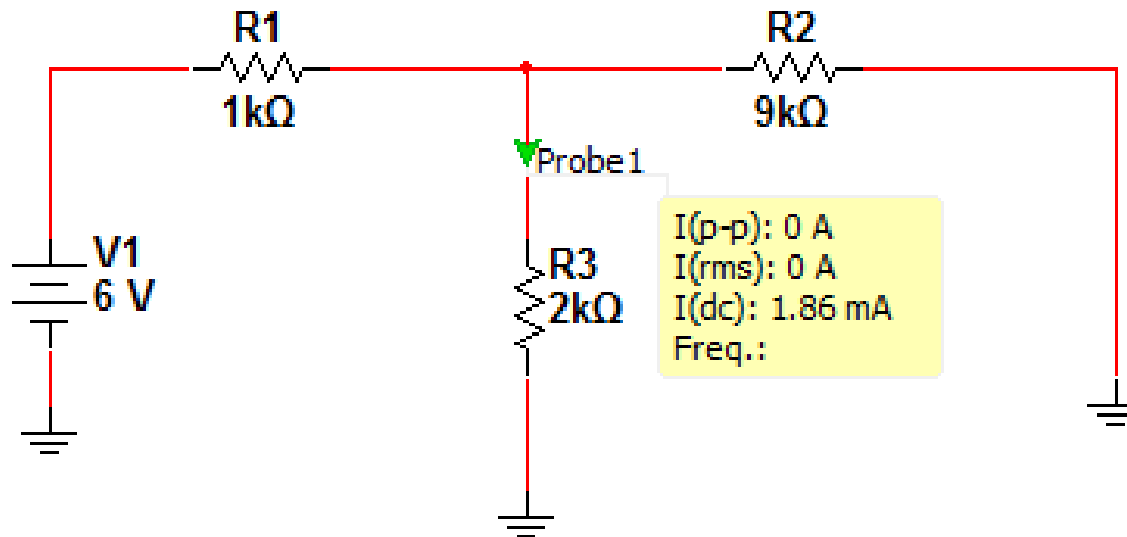 R1
1kΩ
R2
9kΩ
Probe1
V1
6 V
R3
2kΩ
I(p-p): 0 A
I(rms): 0 A
I(dc): 1.86 mA
Freq.: